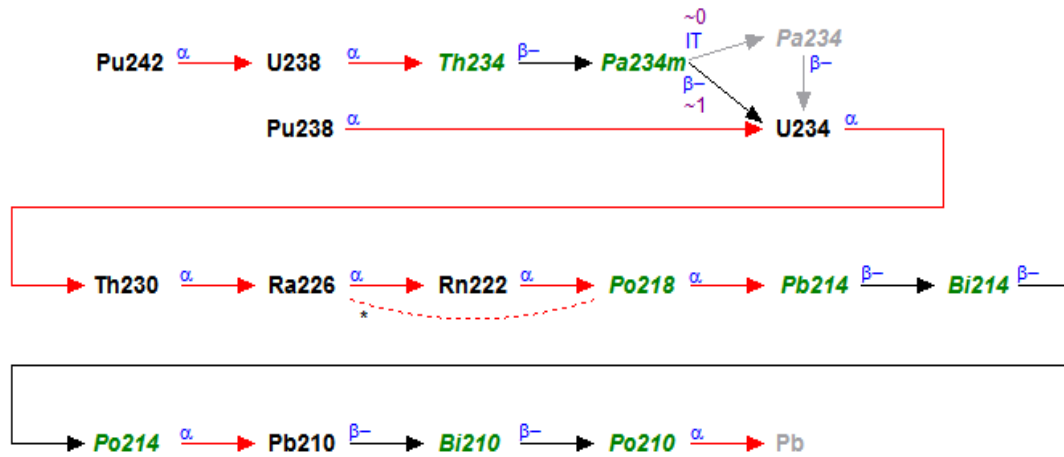 ~0
IT
Pa234
Pu242 α U238 α Th234 β− Pa234m β−
β−
~1
Pu238 α U234 α
Th230 α Ra226 α Rn222 α Po218 α Pb214 β− Bi214 β−
*
Po214 α Pb210 β− Bi210 β− Po210 α Pb